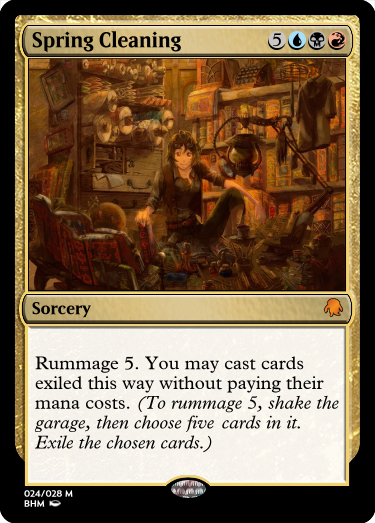 Spring Cleaning 5
Sorcery
Rummage 5. You may cast cards
exiled this way without paying their
mana costs. (To rummage 5, shake the
garage, then choose five cards in it.
Exile the chosen cards.)
024/028 M
BHM